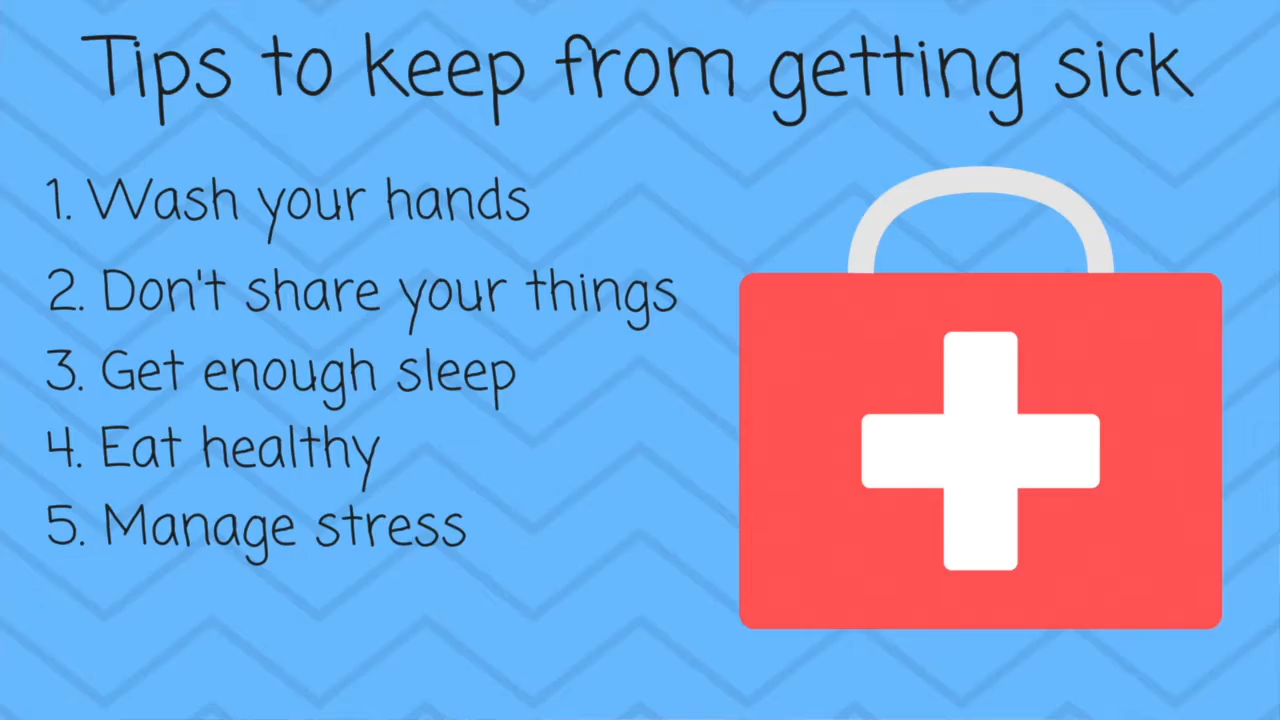 Tips to keep from getting sick
1. Wash your hands
2. Don't share your things
3. Get enough sleep
4. Eat healthy
5. Manage stress